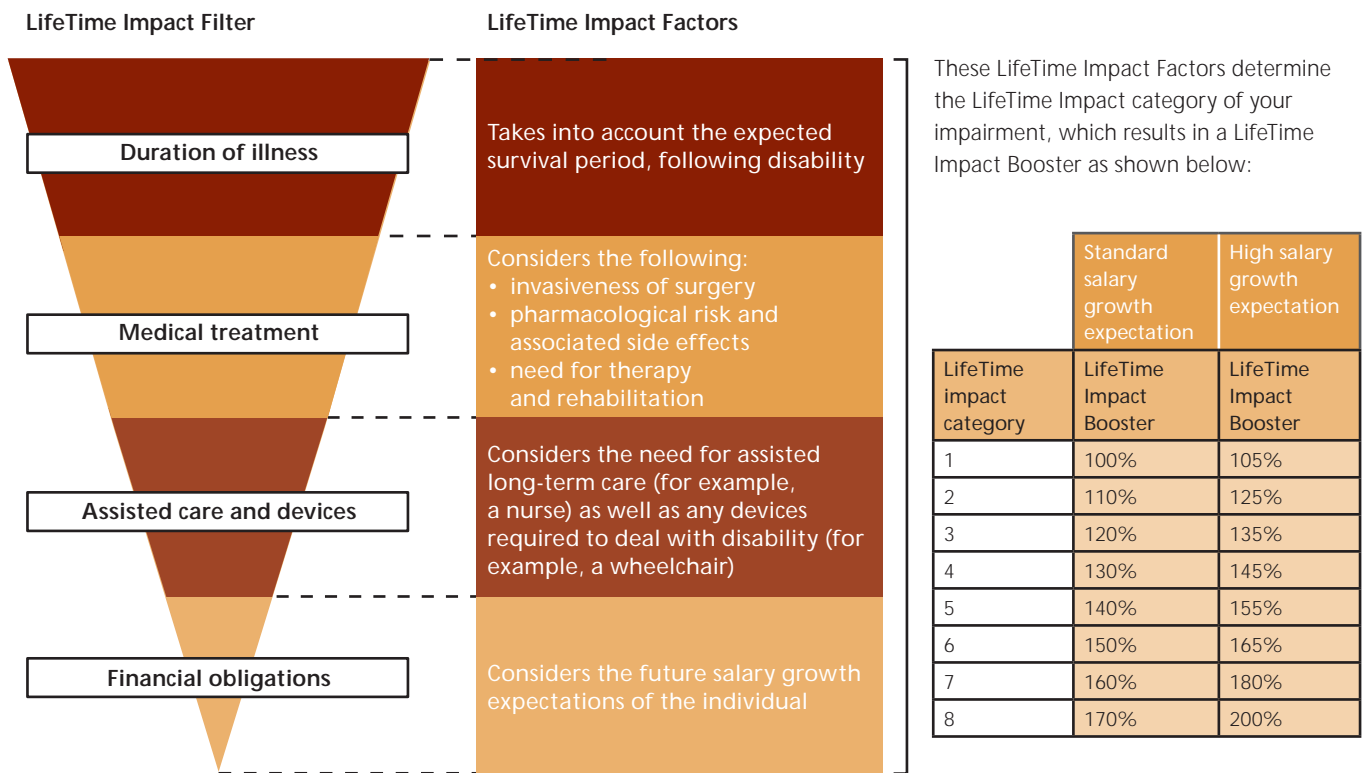 LifeTime Impact Filter
LifeTime Impact Factors
Duration of illness
Takes into account the expected
survival period, following disability
Medical treatment
Considers the following:
• invasiveness of surgery
• pharmacological risk and
associated side effects
• need for therapy
and rehabilitation
Assisted care and devices
Considers the need for assisted
long-term care (for example,
a nurse) as well as any devices
required to deal with disability (for
example, a wheelchair)
Financial obligations
Considers the future salary growth
expectations of the individual
These LifeTime Impact Factors determine
the LifeTime Impact category of your
impairment, which results in a LifeTime
Impact Booster as shown below:
Standard
salary
growth
expectation
High salary
growth
expectation
LifeTime
impact
category
LifeTime
Impact
Booster
LifeTime
Impact
Booster
1 100% 105%
2 110% 125%
3 120% 135%
4 130% 145%
5 140% 155%
6 150% 165%
7 160% 180%
8 170% 200%